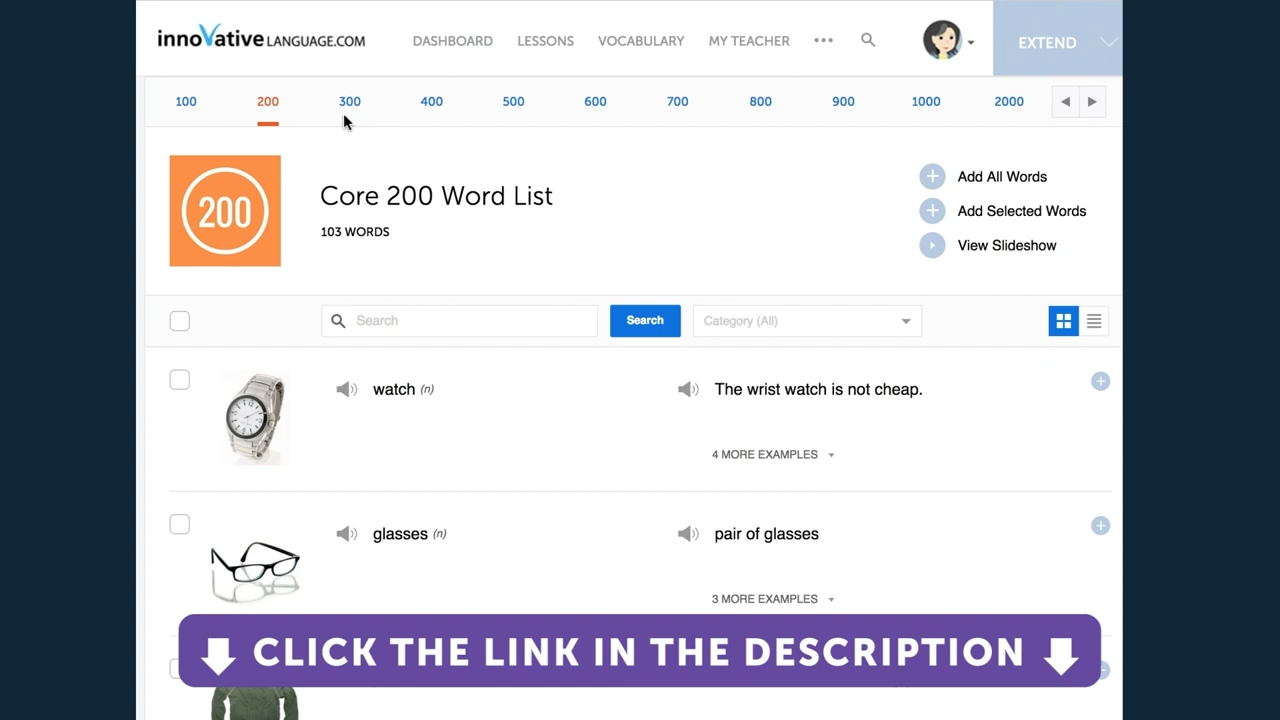 innoVative LANGUAGE.COM DASHBOARD LESSONS VOCABULARY MY TEACHER EXTEND
100 200 300 400 500 600 700 800 900 1000 2000
200
Core 200 Word List
103 WORDS
Add All Words
Add Selected Words
View Slideshow
Search Search Category (All)
watch (n) The wrist watch is not cheap.
4 MORE EXAMPLES
glasses (n) pair of glasses
3 MORE EXAMPLES
CLICK THE LINK IN THE DESCRIPTION